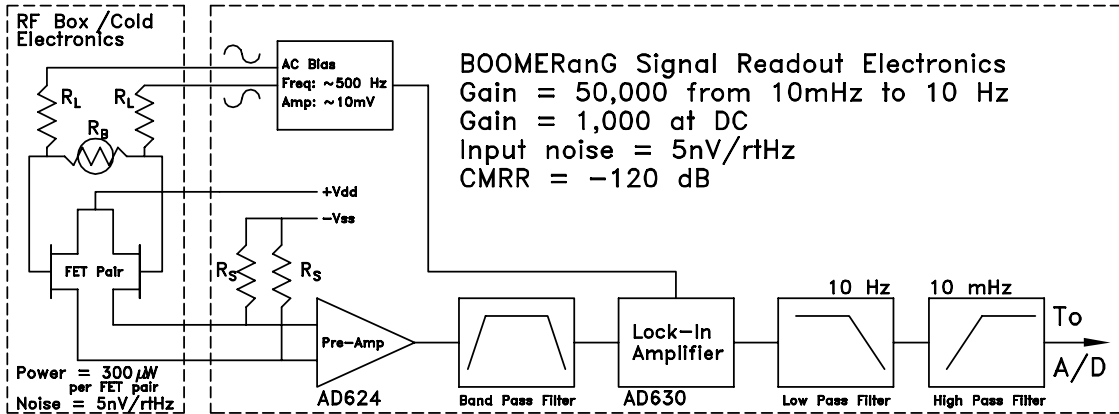 RF Box /Cold
Electronics
R_L
R_L
R_B
AC Bias
Freq: ~500 Hz
Amp: ~10mV
BOOMERanG Signal Readout Electronics
Gain = 50,000 from 10mHz to 10 Hz
Gain = 1,000 at DC
Input noise = 5nV/rtHz
CMRR = -120 dB
+Vdd
-Vss
FET Pair
R_S
R_S
Pre-Amp
AD624
Band Pass Filter
Lock-In
Amplifier
AD630
10 Hz
Low Pass Filter
10 mHz
High Pass Filter
To
A/D
Power = 300μW
per FET pair
Noise = 5nV/rtHz